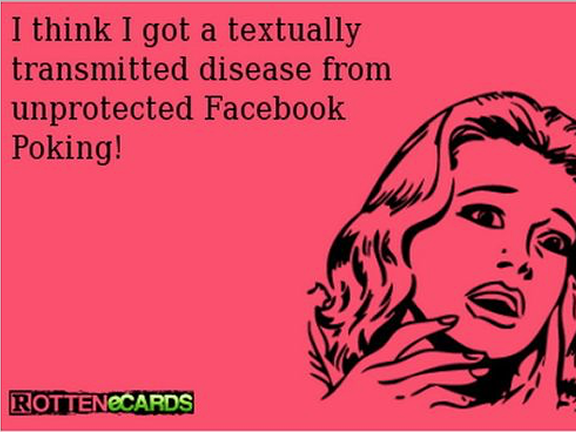 I think I got a textually
transmitted disease from
unprotected Facebook
Poking!
ROTTENeCARDS